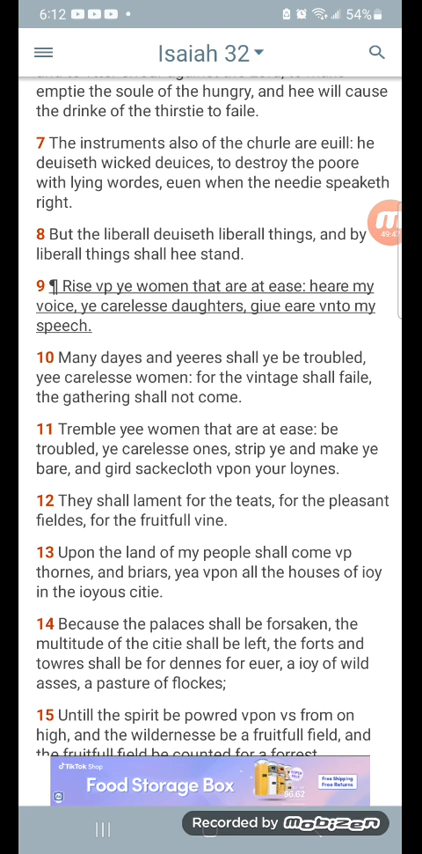 6:12
54%
Isaiah 32
emptie the soule of the hungry, and hee will cause
the drinke of the thirstie to faile.
7 The instruments also of the churle are euill: he
deuiseth wicked deuices, to destroy the poore
with lying wordes, euen when the needie speaketh
right.
8 But the liberall deuiseth liberall things, and by
liberall things shall hee stand.
9 ¶ Rise vp ye women that are at ease: heare my
voice, ye carelesse daughters, giue eare vnto my
speech.
10 Many dayes and yeeres shall ye be troubled,
yee carelesse women: for the vintage shall faile,
the gathering shall not come.
11 Tremble yee women that are at ease: be
troubled, ye carelesse ones, strip ye and make ye
bare, and gird sackecloth vpon your loynes.
12 They shall lament for the teats, for the pleasant
fieldes, for the fruitfull vine.
13 Upon the land of my people shall come vp
thornes, and briars, yea vpon all the houses of ioy
in the ioyous citie.
14 Because the palaces shall be forsaken, the
multitude of the citie shall be left, the forts and
towres shall be for dennes for euer, a ioy of wild
asses, a pasture of flockes;
15 Untill the spirit be powred vpon vs from on
high, and the wildernesse be a fruitfull field, and
the fruitfull field be counted for a forrest
TikTok Shop
Food Storage Box
Free Shipping
Free Returns
Recorded by mobizen